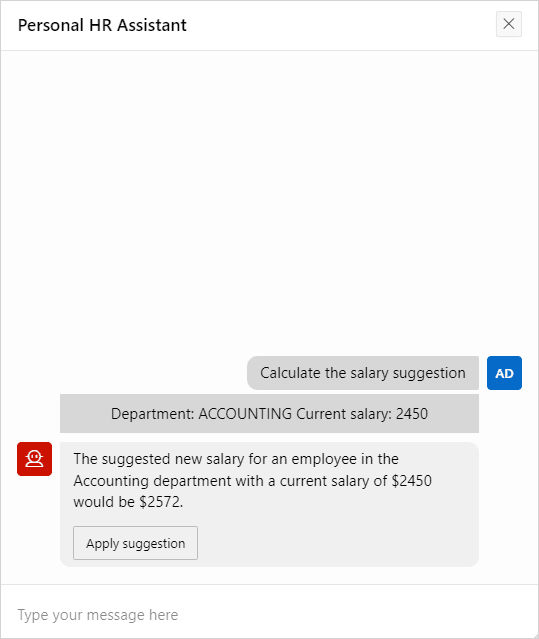 Personal HR Assistant
Calculate the salary suggestion
AD
Department: ACCOUNTING Current salary: 2450
The suggested new salary for an employee in the
Accounting department with a current salary of $2450
would be $2572.
Apply suggestion
Type your message here